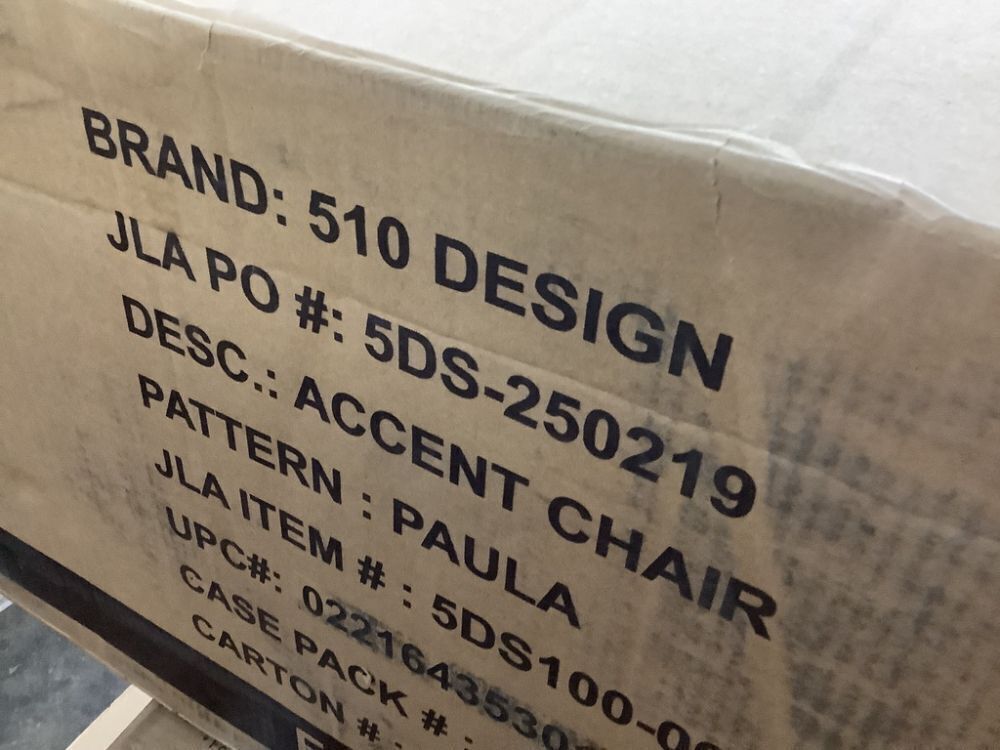 BRAND: 510 DESIGN
JLA PO #: 5DS-250219
DESC.: ACCENT CHAIR
PATTERN : PAULA
JLA ITEM # : 5DS100-0
UPC#: 0221643530
CASE PACK # :
CARTON # :